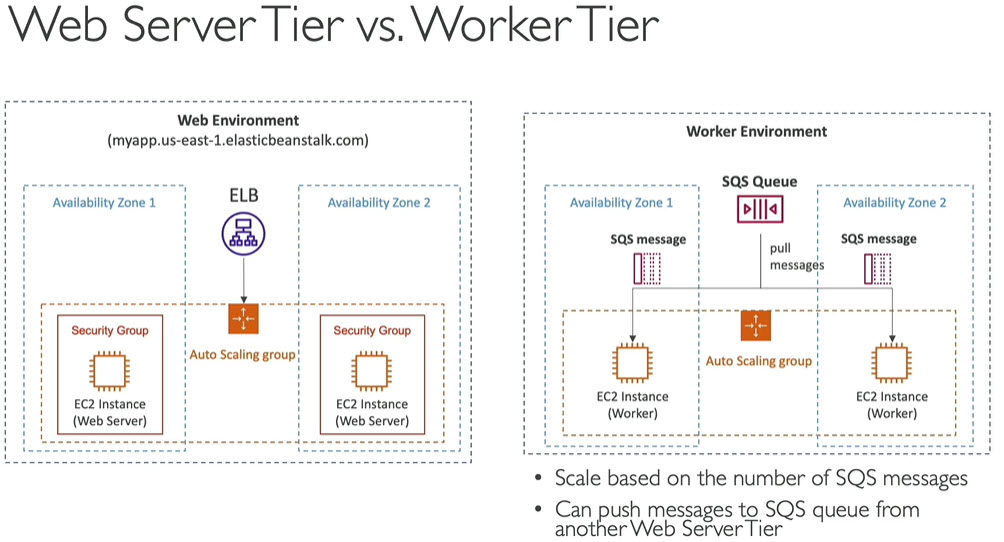 Web Server Tier vs. Worker Tier
Web Environment
(myapp.us-east-1.elasticbeanstalk.com)
Availability Zone 1
ELB
Availability Zone 2
Security Group
Security Group
Auto Scaling group
EC2 Instance
(Web Server)
EC2 Instance
(Web Server)
Worker Environment
SQS Queue
Availability Zone 1
Availability Zone 2
SQS message
SQS message
pull
messages
Auto Scaling group
EC2 Instance
(Worker)
EC2 Instance
(Worker)
• Scale based on the number of SQS messages
• Can push messages to SQS queue from
another Web Server Tier